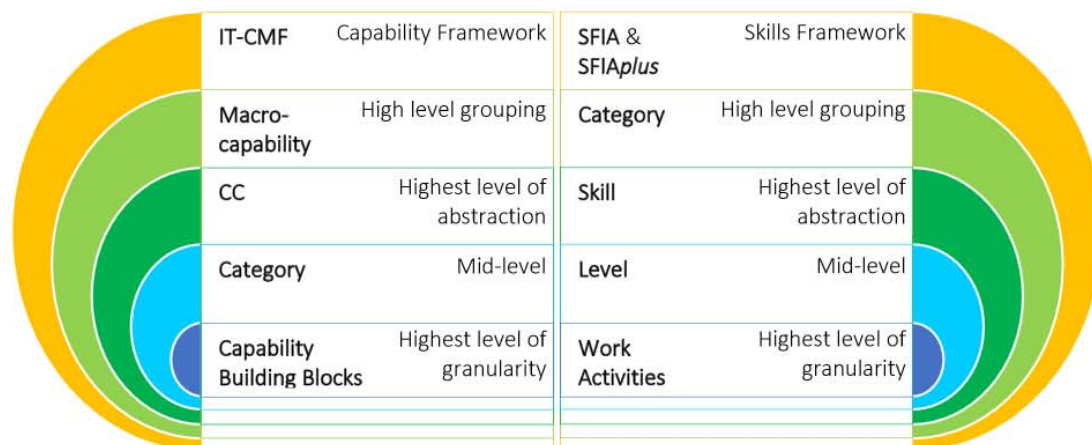 IT-CMF Capability Framework
Macro-
capability
High level grouping
CC
Highest level of
abstraction
Category Mid-level
Capability
Building Blocks
Highest level of
granularity
SFIA &
SFIAplus
Skills Framework
Category High level grouping
Skill
Highest level of
abstraction
Level Mid-level
Work
Activities
Highest level of
granularity